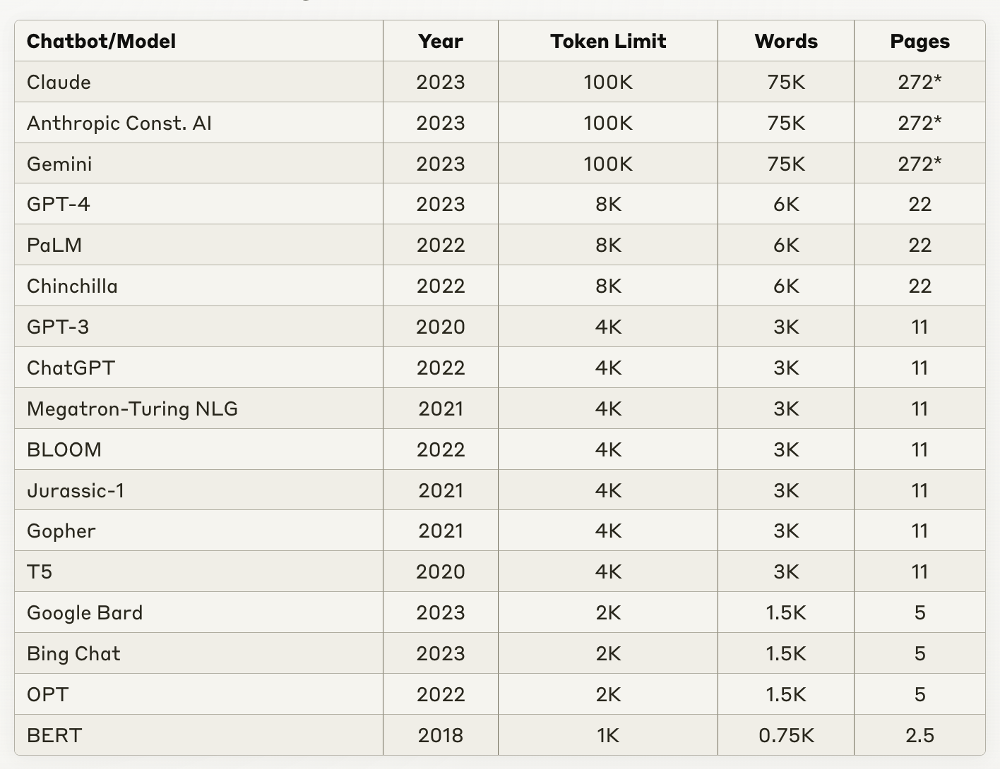 Chatbot/Model Year Token Limit Words Pages
Claude 2023 100K 75K 272*
Anthropic Const. AI 2023 100K 75K 272*
Gemini 2023 100K 75K 272*
GPT-4 2023 8K 6K 22
PaLM 2022 8K 6K 22
Chinchilla 2022 8K 6K 22
GPT-3 2020 4K 3K 11
ChatGPT 2022 4K 3K 11
Megatron-Turing NLG 2021 4K 3K 11
BLOOM 2022 4K 3K 11
Jurassic-1 2021 4K 3K 11
Gopher 2021 4K 3K 11
T5 2020 4K 3K 11
Google Bard 2023 2K 1.5K 5
Bing Chat 2023 2K 1.5K 5
OPT 2022 2K 1.5K 5
BERT 2018 1K 0.75K 2.5